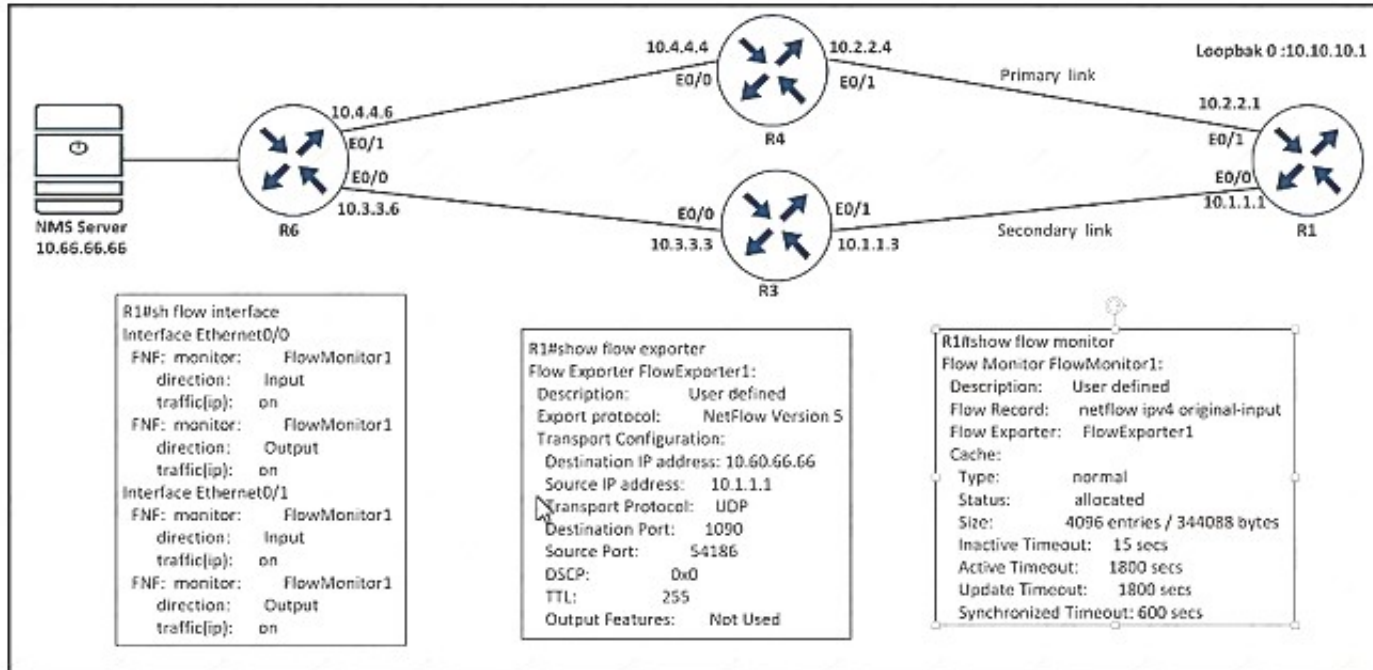 10.4.4.4
10.2.2.4
Loopbak 0 :10.10.10.1
E0/0
E0/1
Primary link
10.4.4.6
10.2.2.1
E0/1
R4
E0/1
E0/0
E0/0
10.3.3.6
E0/0
E0/1
10.1.1.1
NMS Server
10.66.66.66
R6
10.3.3.3
10.1.1.3
Secondary link
R1
R3
R1#sh flow interface
Interface Ethernet0/0
FNF: monitor: FlowMonitor1
direction: Input
traffic(ip): on
FNF: monitor: FlowMonitor1
direction: Output
traffic(ip): on
Interface Ethernet0/1
FNF: monitor: FlowMonitor1
direction: Input
traffic(ip): on
FNF: monitor: FlowMonitor1
direction: Output
traffic(ip): on
R1#show flow exporter
Flow Exporter FlowExporter1:
Description: User defined
Export protocol: NetFlow Version 5
Transport Configuration:
Destination IP address: 10.60.66.66
Source IP address: 10.1.1.1
Transport Protocol: UDP
Destination Port: 1090
Source Port: 54186
DSCP: 0x0
TTL: 255
Output Features: Not Used
R1#show flow monitor
Flow Monitor FlowMonitor1:
Description: User defined
Flow Record: netflow ipv4 original-input
Flow Exporter: FlowExporter1
Cache:
Type: normal
Status: allocated
Size: 4096 entries / 344088 bytes
Inactive Timeout: 15 secs
Active Timeout: 1800 secs
Update Timeout: 1800 secs
Synchronized Timeout: 600 secs